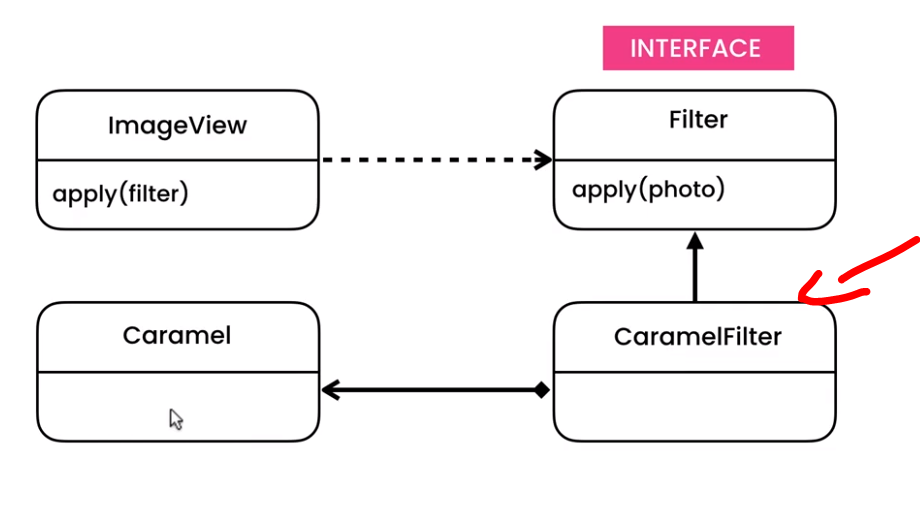 INTERFACE
ImageView
Filter
apply(filter)
apply(photo)
Caramel
CaramelFilter